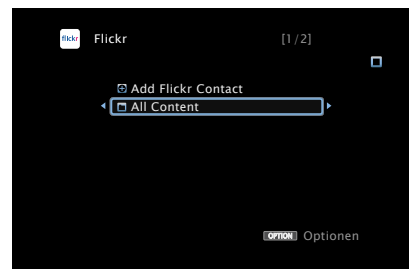 flickr Flickr [1/2]
Add Flickr Contact
All Content
OPTION Optionen